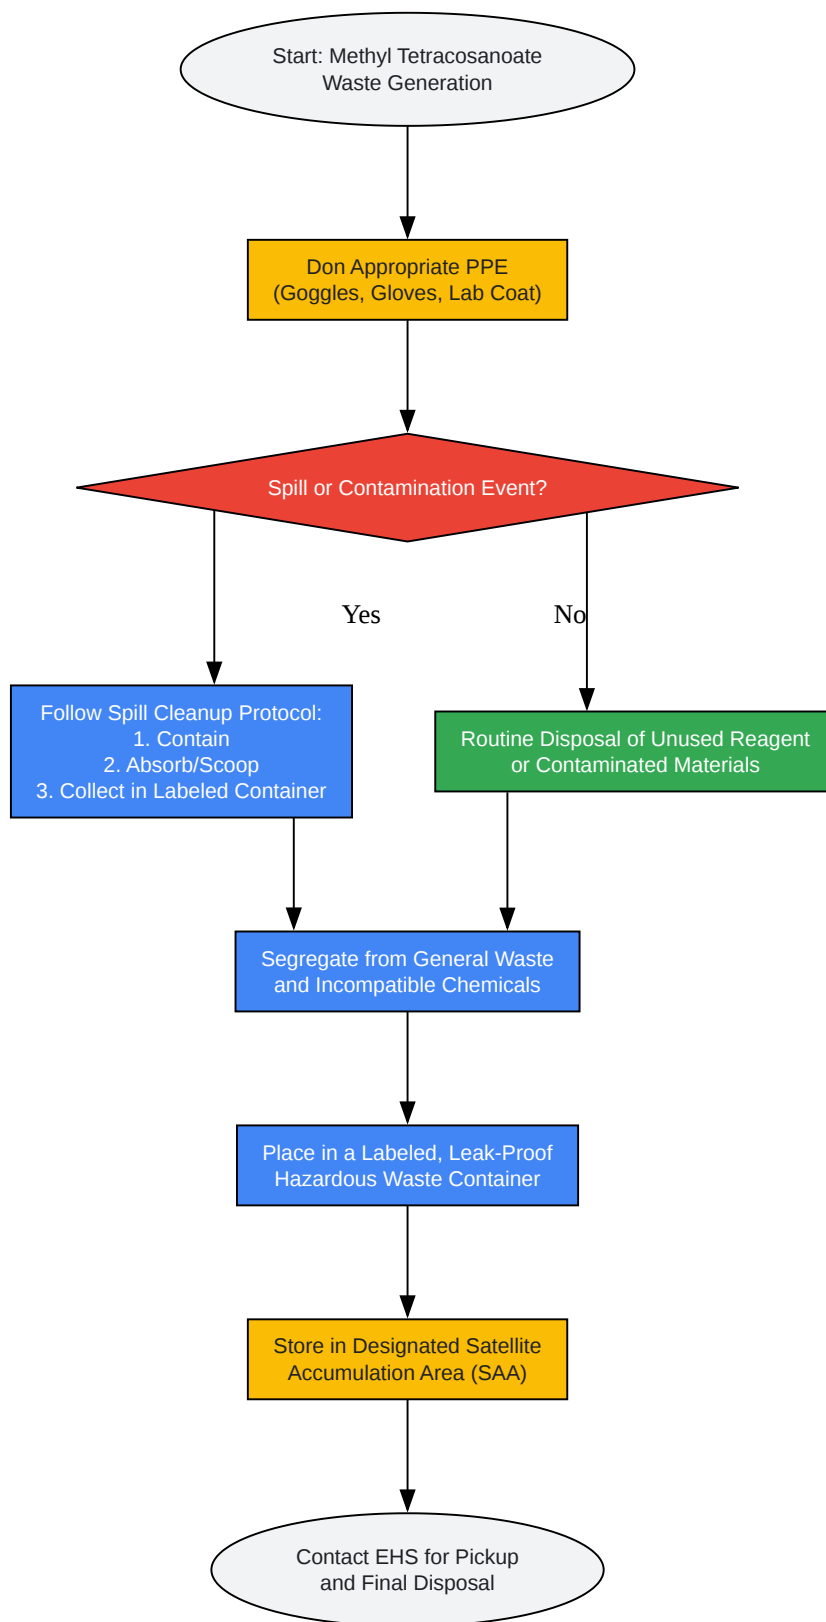 Start: Methyl Tetracosanoate
Waste Generation
Don Appropriate PPE
(Goggles, Gloves, Lab Coat)
Spill or Contamination Event?
Yes
No
Follow Spill Cleanup Protocol:
1. Contain
2. Absorb/Scoop
3. Collect in Labeled Container
Routine Disposal of Unused Reagent
or Contaminated Materials
Segregate from General Waste
and Incompatible Chemicals
Place in a Labeled, Leak-Proof
Hazardous Waste Container
Store in Designated Satellite
Accumulation Area (SAA)
Contact EHS for Pickup
and Final Disposal